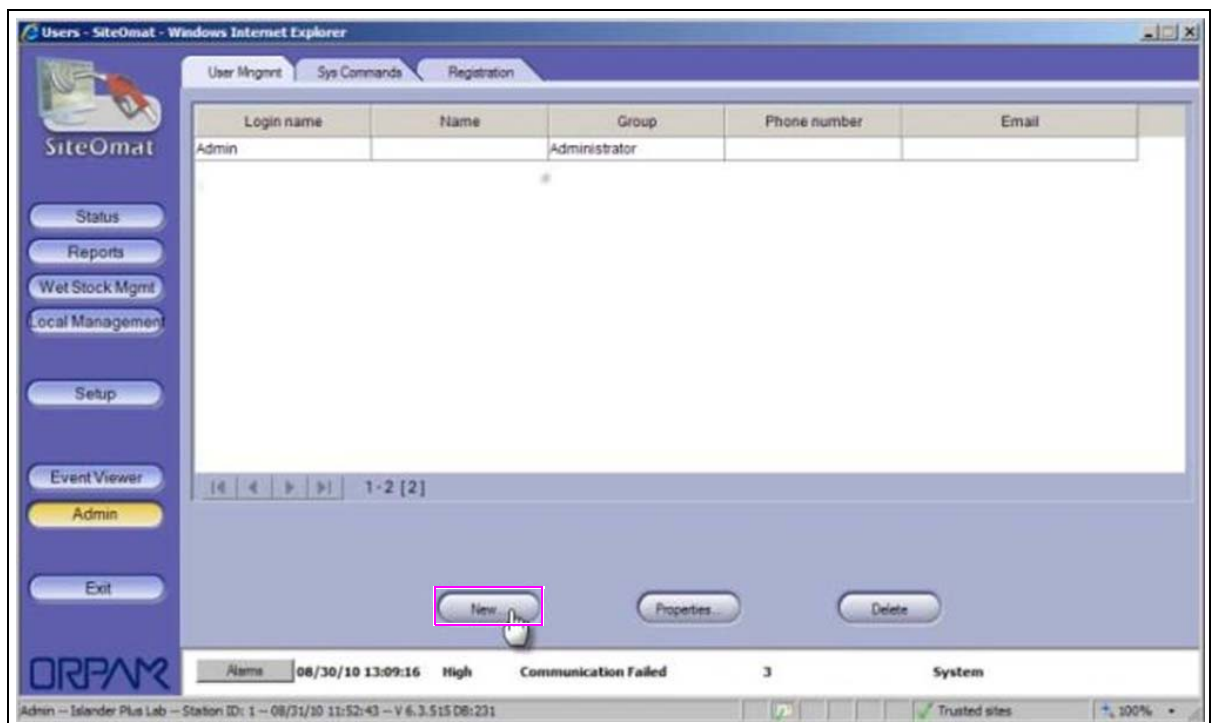 Users - SiteOmat - Windows Internet Explorer
User Mngmnt Sys Commands Registration
SiteOmat
Login name Name Group Phone number Email
Admin Administrator
Status
Reports
Wet Stock Mgmt
Local Management
Setup
Event Viewer
Admin
Exit
1-2 [2]
New... Properties... Delete
ORPAK
Alarms 08/30/10 13:09:16 High Communication Failed 3 System
Admin -- Islander Plus Lab -- Station ID: 1 -- 08/31/10 11:52:43 -- V 6.3.515 DB:231 Trusted sites 100%